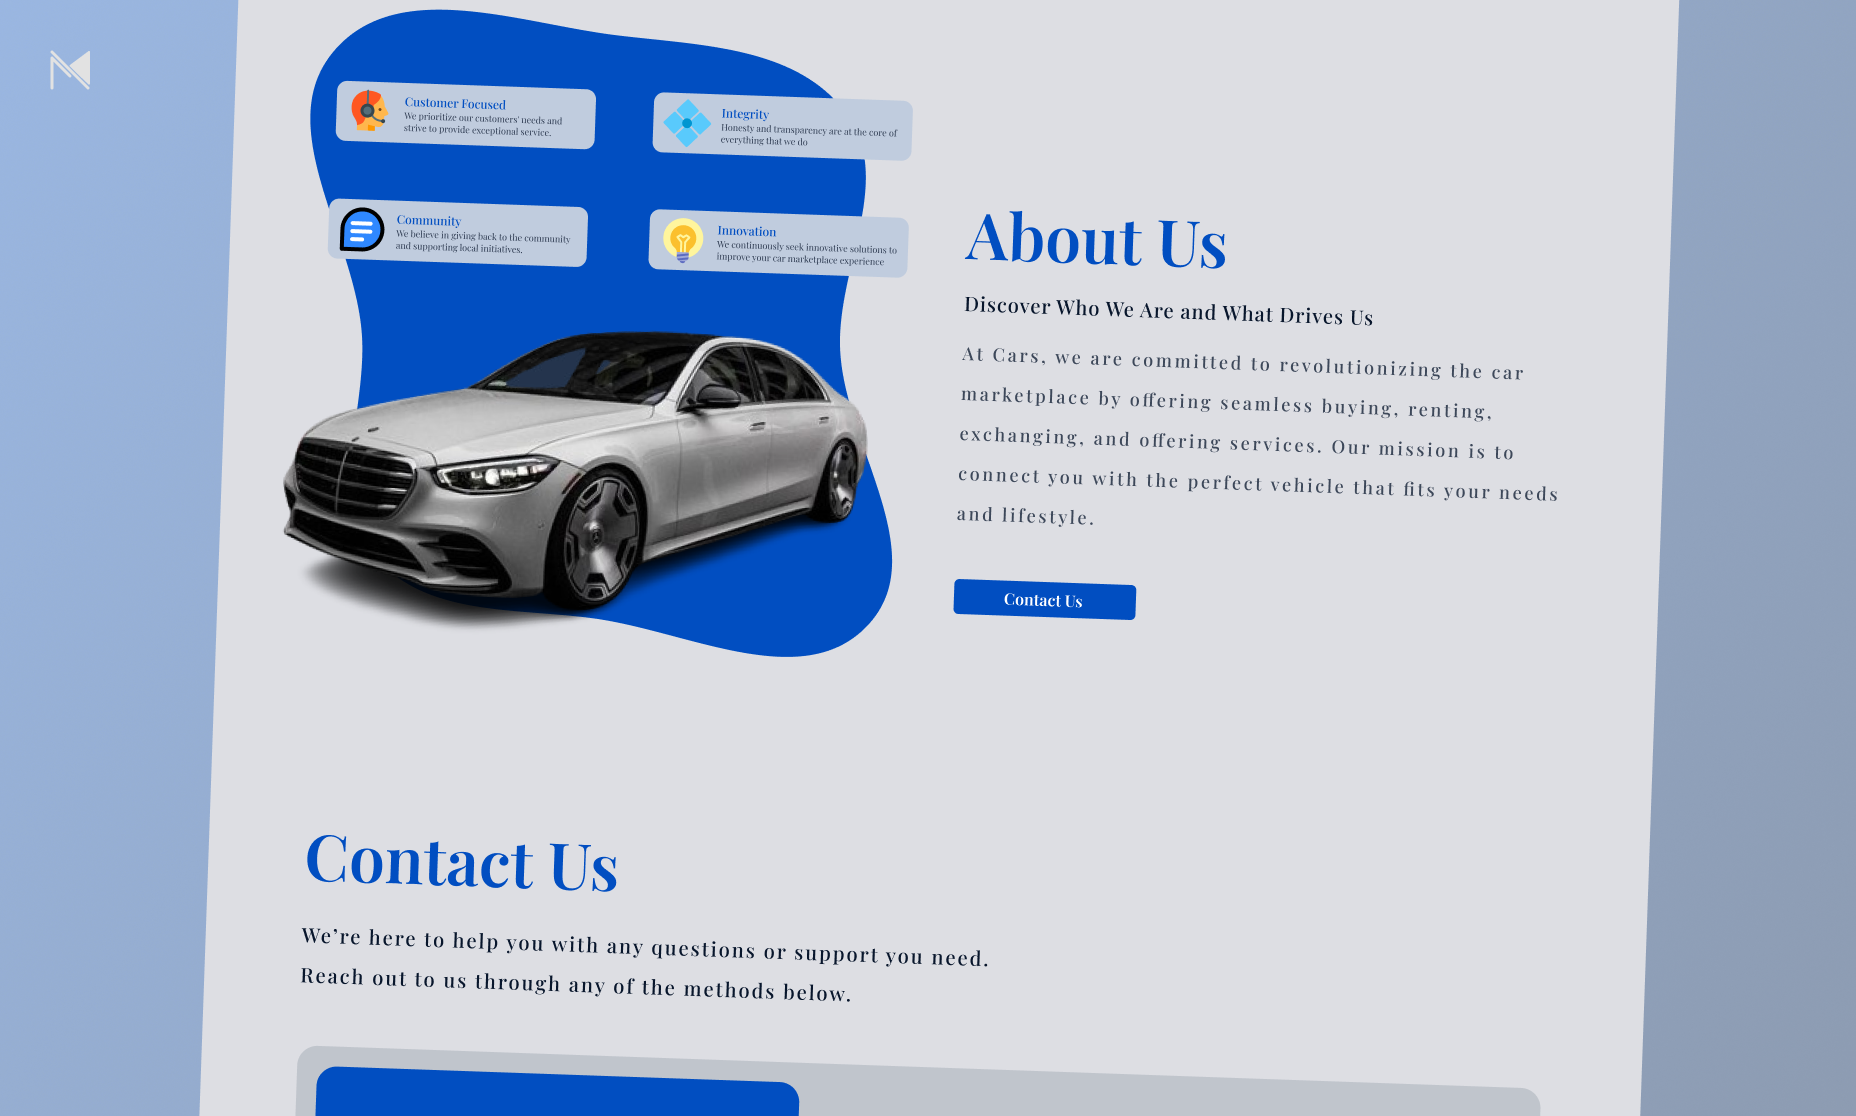 Customer Focused
We prioritize our customers' needs and
strive to provide exceptional service.
Integrity
Honesty and transparency are at the core of
everything that we do
Community
We believe in giving back to the community
and supporting local initiatives.
Innovation
We continuously seek innovative solutions to
improve your car marketplace experience
About Us
Discover Who We Are and What Drives Us
At Cars, we are committed to revolutionizing the car
marketplace by offering seamless buying, renting,
exchanging, and offering services. Our mission is to
connect you with the perfect vehicle that fits your needs
and lifestyle.
Contact Us
Contact Us
We’re here to help you with any questions or support you need.
Reach out to us through any of the methods below.